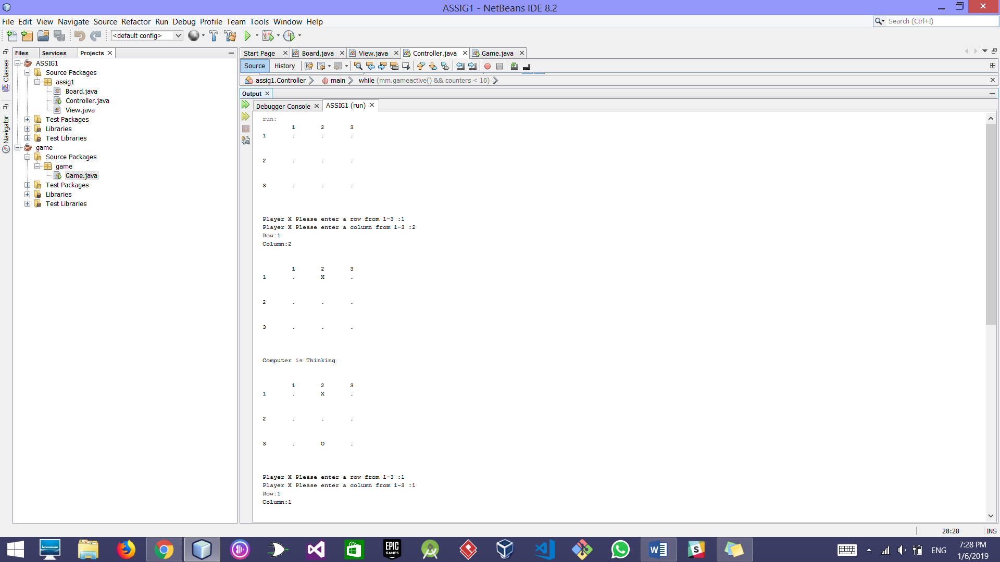 ASSIG1 - NetBeans IDE 8.2
File Edit View Navigate Source Refactor Run Debug Profile Team Tools Window Help
Search (Ctrl+I)
<default config>
Files Services Projects
Start Page Board.java View.java Controller.java Game.java
Source History
assig1.Controller main while (mm.gameactive() && counters < 10)
Classes
Navigator
ASSIG1
Source Packages
assig1
Board.java
Controller.java
View.java
Test Packages
Libraries
Test Libraries
game
Source Packages
game
Game.java
Test Packages
Libraries
Test Libraries
Output
Debugger Console ASSIG1 (run)
run:
1 2 3
1 . . .
2 . . .
3 . . .
Player X Please enter a row from 1-3 :1
Player X Please enter a column from 1-3 :2
Row:1
Column:2
1 2 3
1 . X .
2 . . .
3 . . .
Computer is Thinking
1 2 3
1 . X .
2 . . .
3 . O .
Player X Please enter a row from 1-3 :1
Player X Please enter a column from 1-3 :1
Row:1
Column:1
28:28 INS
EPIC GAMES
ENG
7:28 PM
1/6/2019